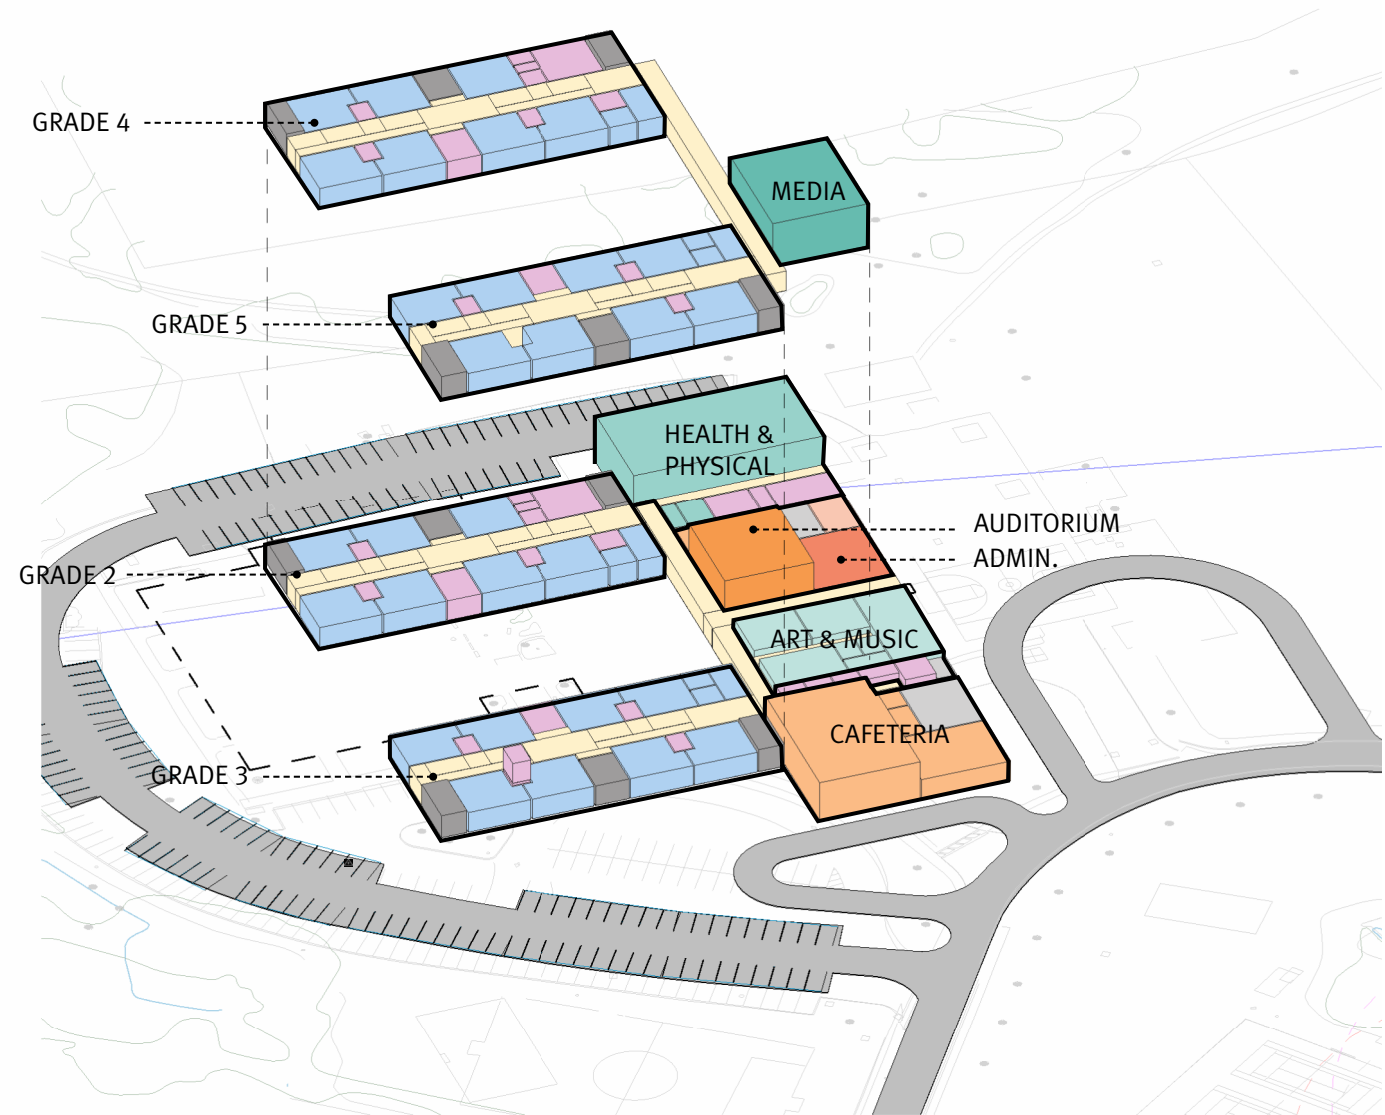 GRADE 4
MEDIA
GRADE 5
HEALTH &
PHYSICAL
AUDITORIUM
ADMIN.
GRADE 2
ART & MUSIC
CAFETERIA
GRADE 3